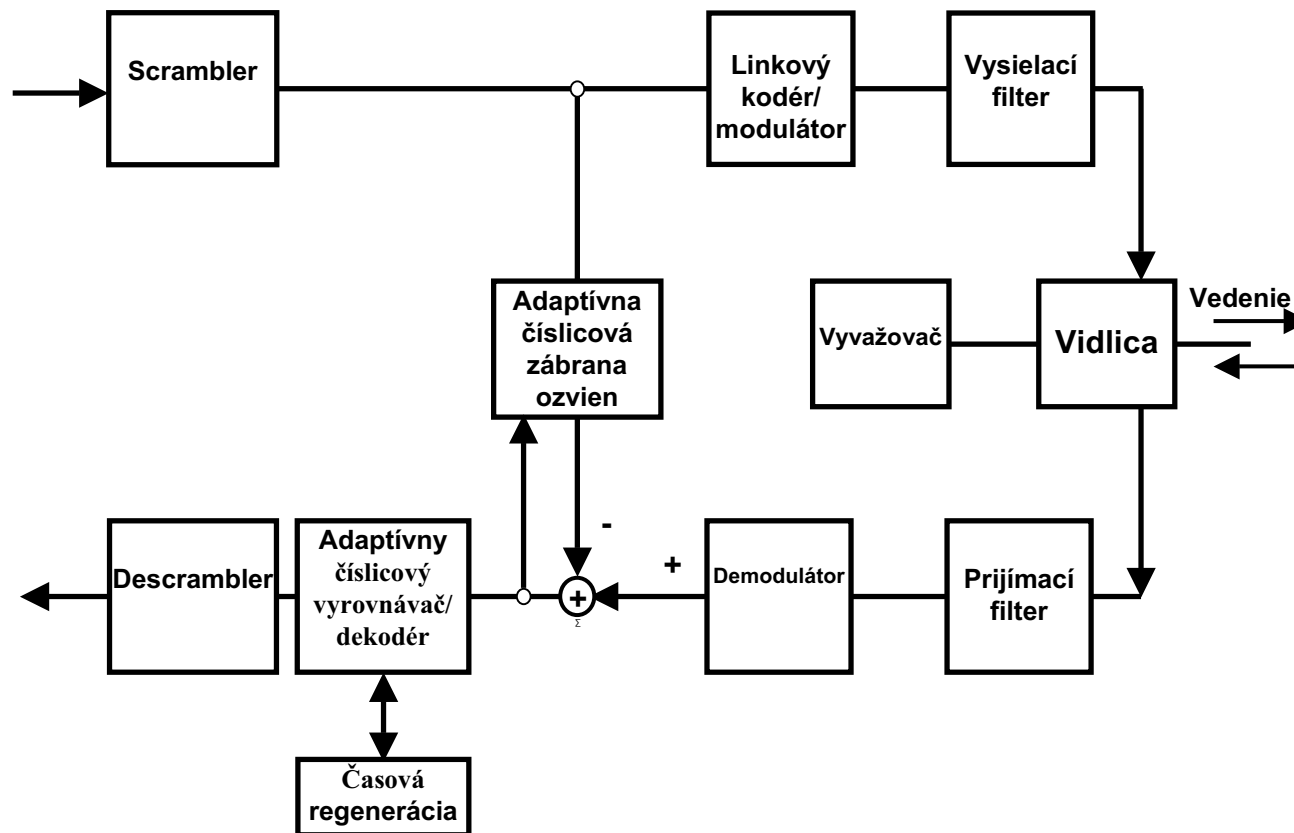 Scrambler
Linkový
kodér/
modulátor
Vysielací
filter
Adaptívna
číslicová
zábrana
ozvien
Vyvažovač
Vidlica
Vedenie
-
+
Descrambler
Adaptívny
číslicový
vyrovnávač/
dekodér
+
Σ
Demodulátor
Prijímací
filter
Časová
regenerácia